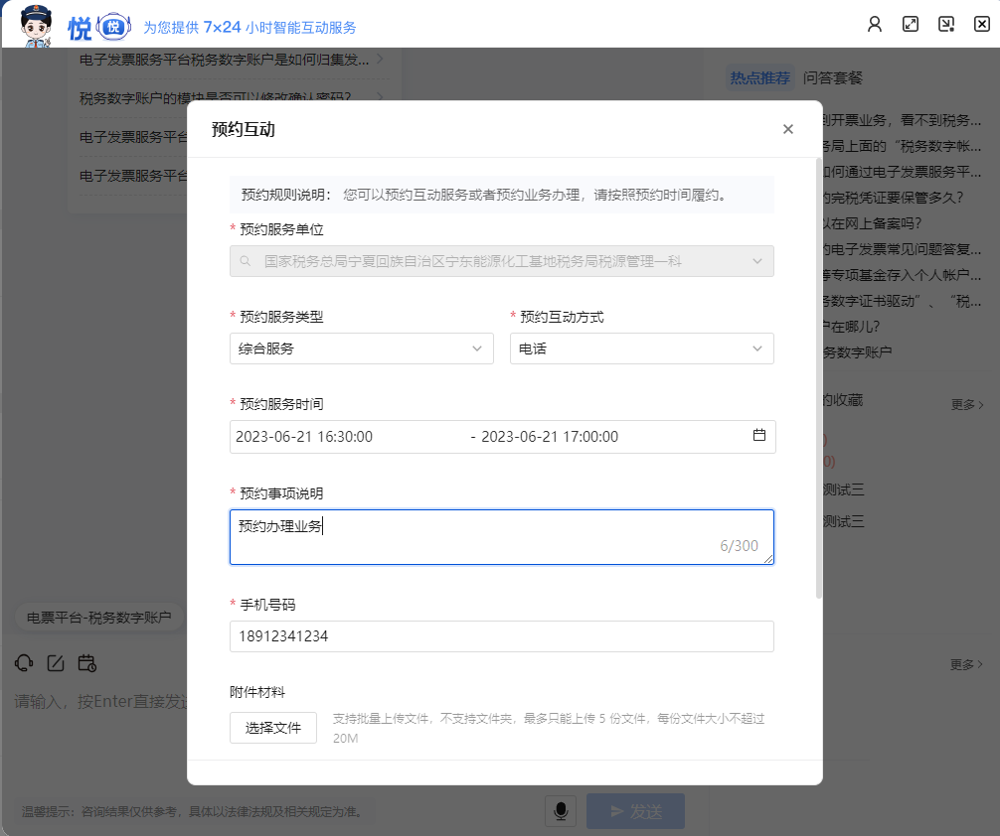 悦 悦 为您提供 7×24 小时智能互动服务
电子发票服务平台税务数字账户是如何归集发...
税务数字账户的模块是否可以修改确认密码?
电子发票服务平台
电子发票服务平台
热点推荐 问答套餐
到开票业务，看不到税务...
务局上面的“税务数字帐...
如何通过电子发票服务平...
的完税凭证要保管多久？
以在网上备案吗？
的电子发票常见问题答复...
等专项基金存入个人帐户...
务数字证书驱动”、“税...
户在哪儿？
务数字账户
的收藏 更多
)
0)
测试三
测试三
更多
预约互动
预约规则说明： 您可以预约互动服务或者预约业务办理，请按照预约时间履约。
* 预约服务单位
国家税务总局宁夏回族自治区宁东能源化工基地税务局税源管理一科
* 预约服务类型 * 预约互动方式
综合服务 电话
* 预约服务时间
2023-06-21 16:30:00 - 2023-06-21 17:00:00
* 预约事项说明
预约办理业务
6/300
* 手机号码
18912341234
附件材料
选择文件 支持批量上传文件，不支持文件夹，最多只能上传 5 份文件，每份文件大小不超过
20M
电票平台-税务数字账户
请输入，按Enter直接发送
温馨提示：咨询结果仅供参考，具体以法律法规及相关规定为准。
发送